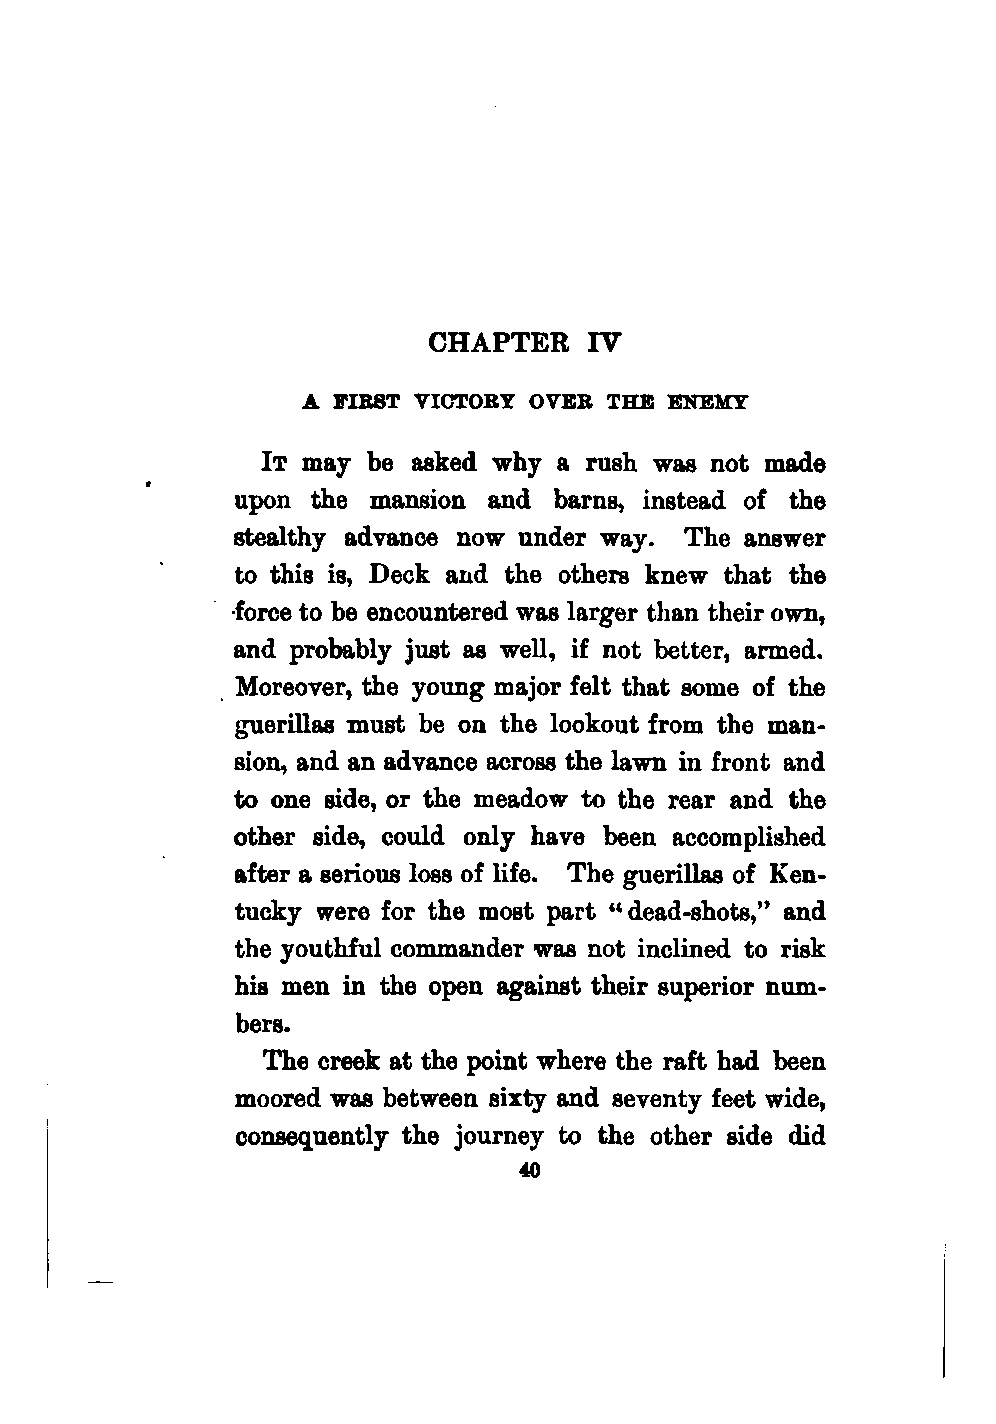 CHAPTER IV
A FIRST VICTORY OVER THE ENEMY
It may be asked why a rush was not made
upon the mansion and barns, instead of the
stealthy advance now under way. The answer
to this is, Deck and the others knew that the
force to be encountered was larger than their own,
and probably just as well, if not better, armed.
Moreover, the young major felt that some of the
guerillas must be on the lookout from the man-
sion, and an advance across the lawn in front and
to one side, or the meadow to the rear and the
other side, could only have been accomplished
after a serious loss of life. The guerillas of Ken-
tucky were for the most part “dead-shots,” and
the youthful commander was not inclined to risk
his men in the open against their superior num-
bers.
The creek at the point where the raft had been
moored was between sixty and seventy feet wide,
consequently the journey to the other side did
40